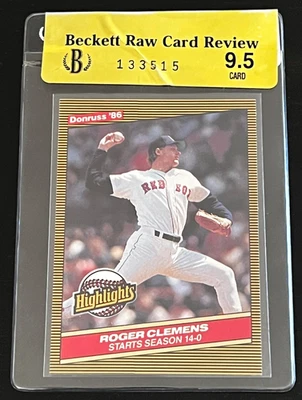 Beckett Raw Card Review
B
133515
9.5
CARD
Donruss '86
RED SOX
Highlights
ROGER CLEMENS
STARTS SEASON 14-0